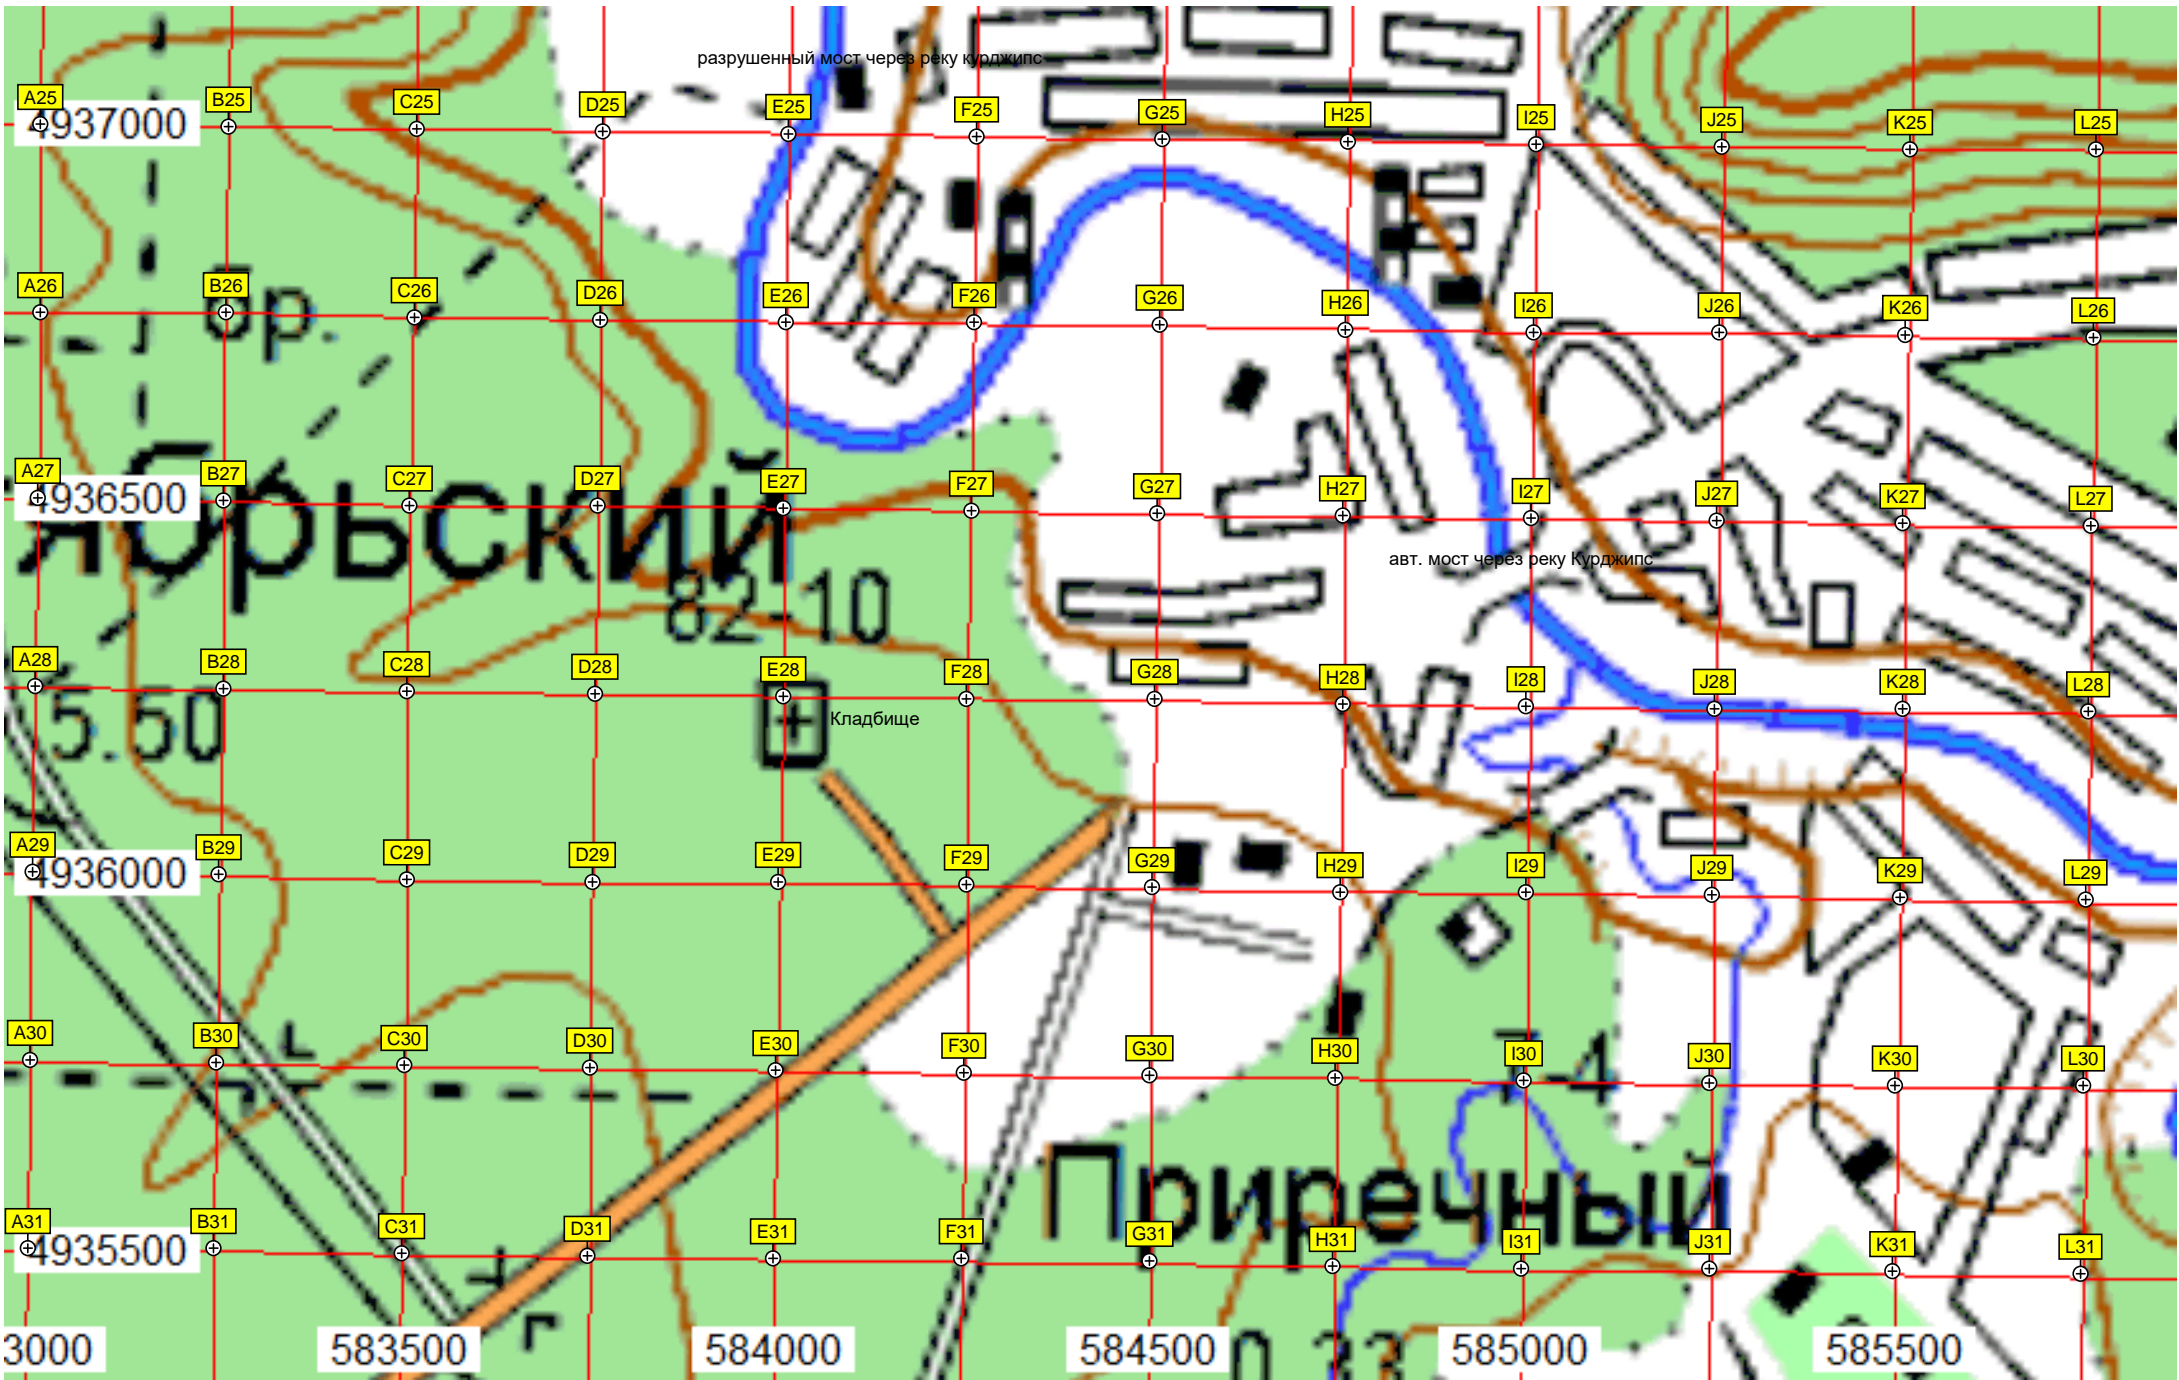 разрушенный мост через реку курджипс
A25 B25 C25 D25 E25 F25 G25 H25 I25 J25 K25 L25
4937000
A26 B26 C26 D26 E26 F26 G26 H26 I26 J26 K26 L26
бр.
A27 B27 C27 D27 E27 F27 G27 H27 I27 J27 K27 L27
4936500
ябрьский
авт. мост через реку Курджипс
82-10
A28 B28 C28 D28 E28 F28 G28 H28 I28 J28 K28 L28
5.50
Кладбище
A29 B29 C29 D29 E29 F29 G29 H29 I29 J29 K29 L29
4936000
A30 B30 C30 D30 E30 F30 G30 H30 I30 J30 K30 L30
Приречный
A31 B31 C31 D31 E31 F31 G31 H31 I31 J31 K31 L31
4935500
3000 583500 584000 584500 585000 585500